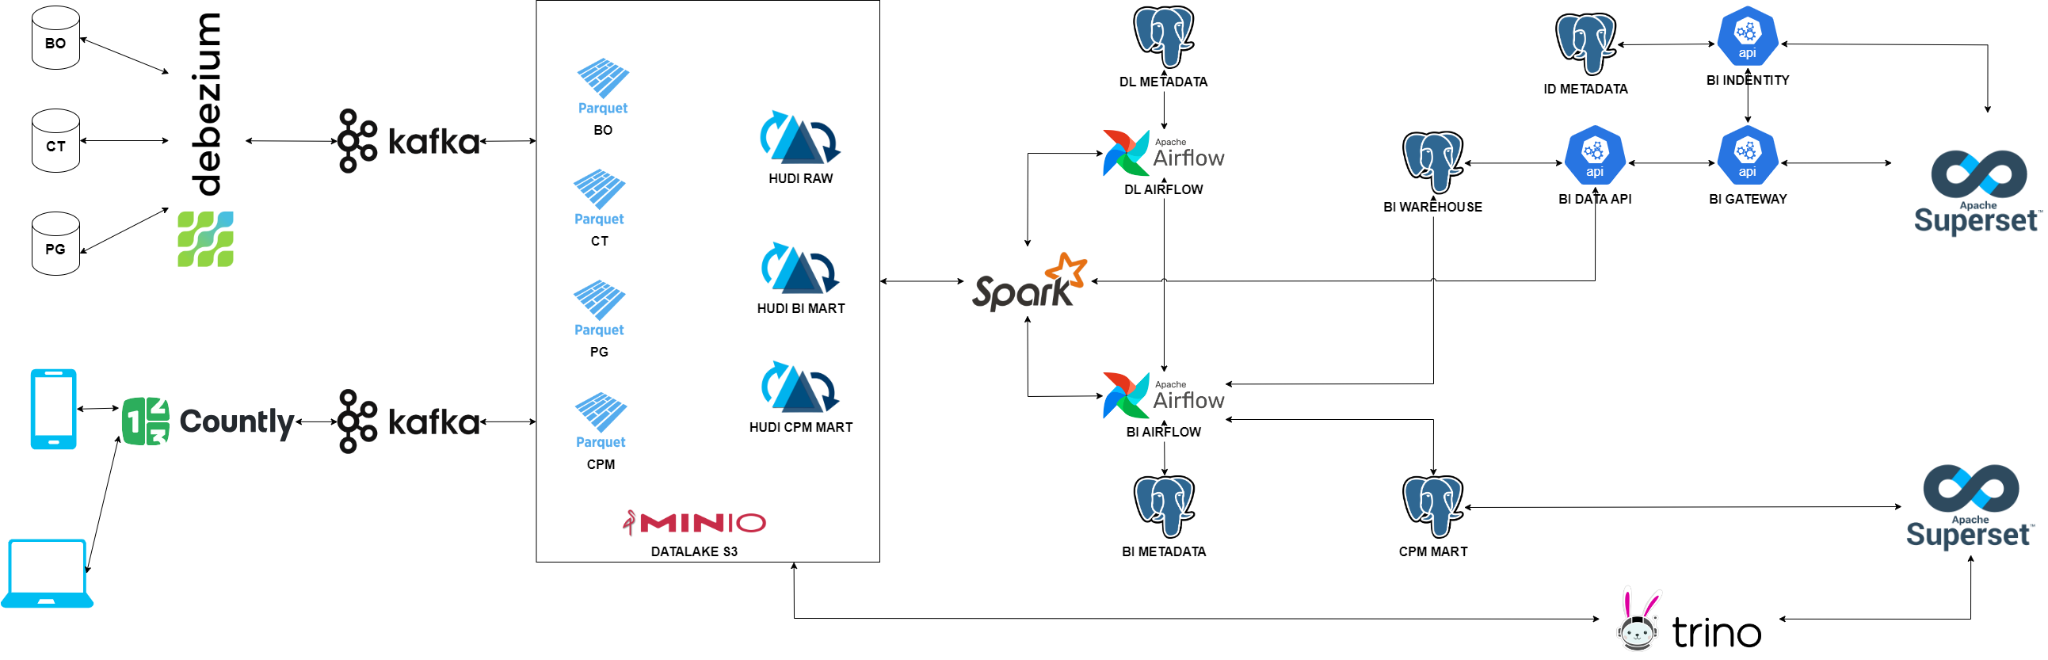 BO
CT
PG
debezium
kafka
Countly
kafka
Parquet
BO
Parquet
CT
Parquet
PG
Parquet
CPM
HUDI RAW
HUDI BI MART
HUDI CPM MART
MINIO
DATALAKE S3
Spark
DL METADATA
Apache
Airflow
DL AIRFLOW
Apache
Airflow
BI AIRFLOW
BI METADATA
BI WAREHOUSE
CPM MART
ID METADATA
api
BI INDENTITY
api
BI DATA API
api
BI GATEWAY
Apache
Superset™
Apache
Superset™
trino